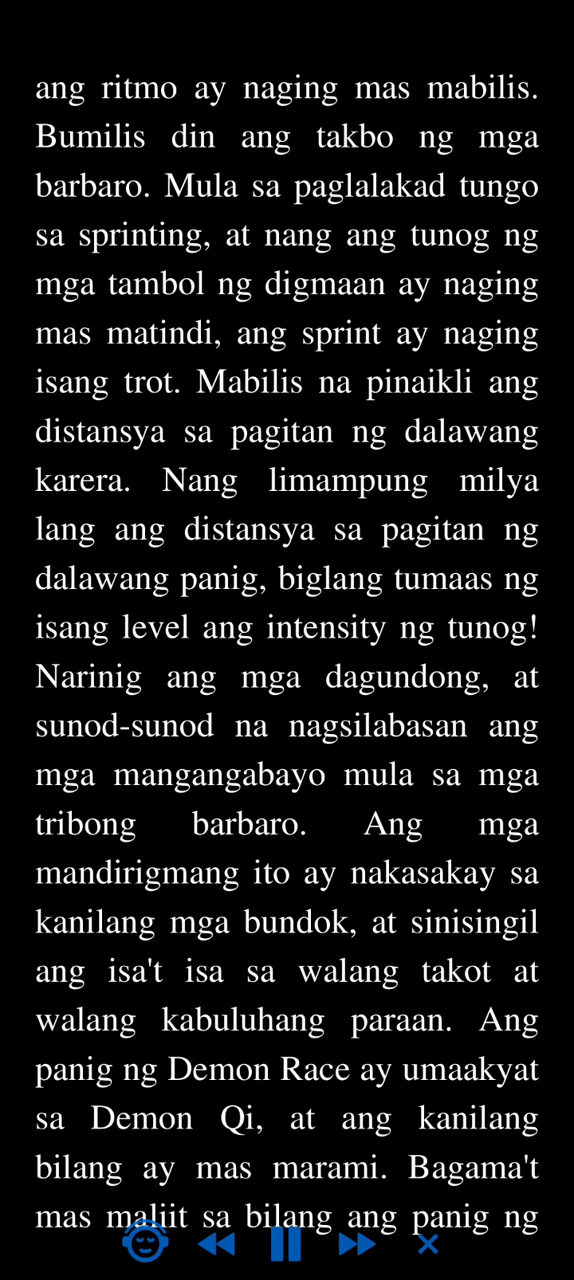 ang ritmo ay naging mas mabilis.
Bumilis din ang takbo ng mga
barbaro. Mula sa paglalakad tungo
sa sprinting, at nang ang tunog ng
mga tambol ng digmaan ay naging
mas matindi, ang sprint ay naging
isang trot. Mabilis na pinaikli ang
distansya sa pagitan ng dalawang
karera. Nang limampung milya
lang ang distansya sa pagitan ng
dalawang panig, biglang tumaas ng
isang level ang intensity ng tunog!
Narinig ang mga dagundong, at
sunod-sunod na nagsilabasan ang
mga mangangabayo mula sa mga
tribong barbaro. Ang mga
mandirigmang ito ay nakasakay sa
kanilang mga bundok, at sinisingil
ang isa't isa sa walang takot at
walang kabuluhang paraan. Ang
panig ng Demon Race ay umaakyat
sa Demon Qi, at ang kanilang
bilang ay mas marami. Bagama't
mas maliit sa bilang ang panig ng